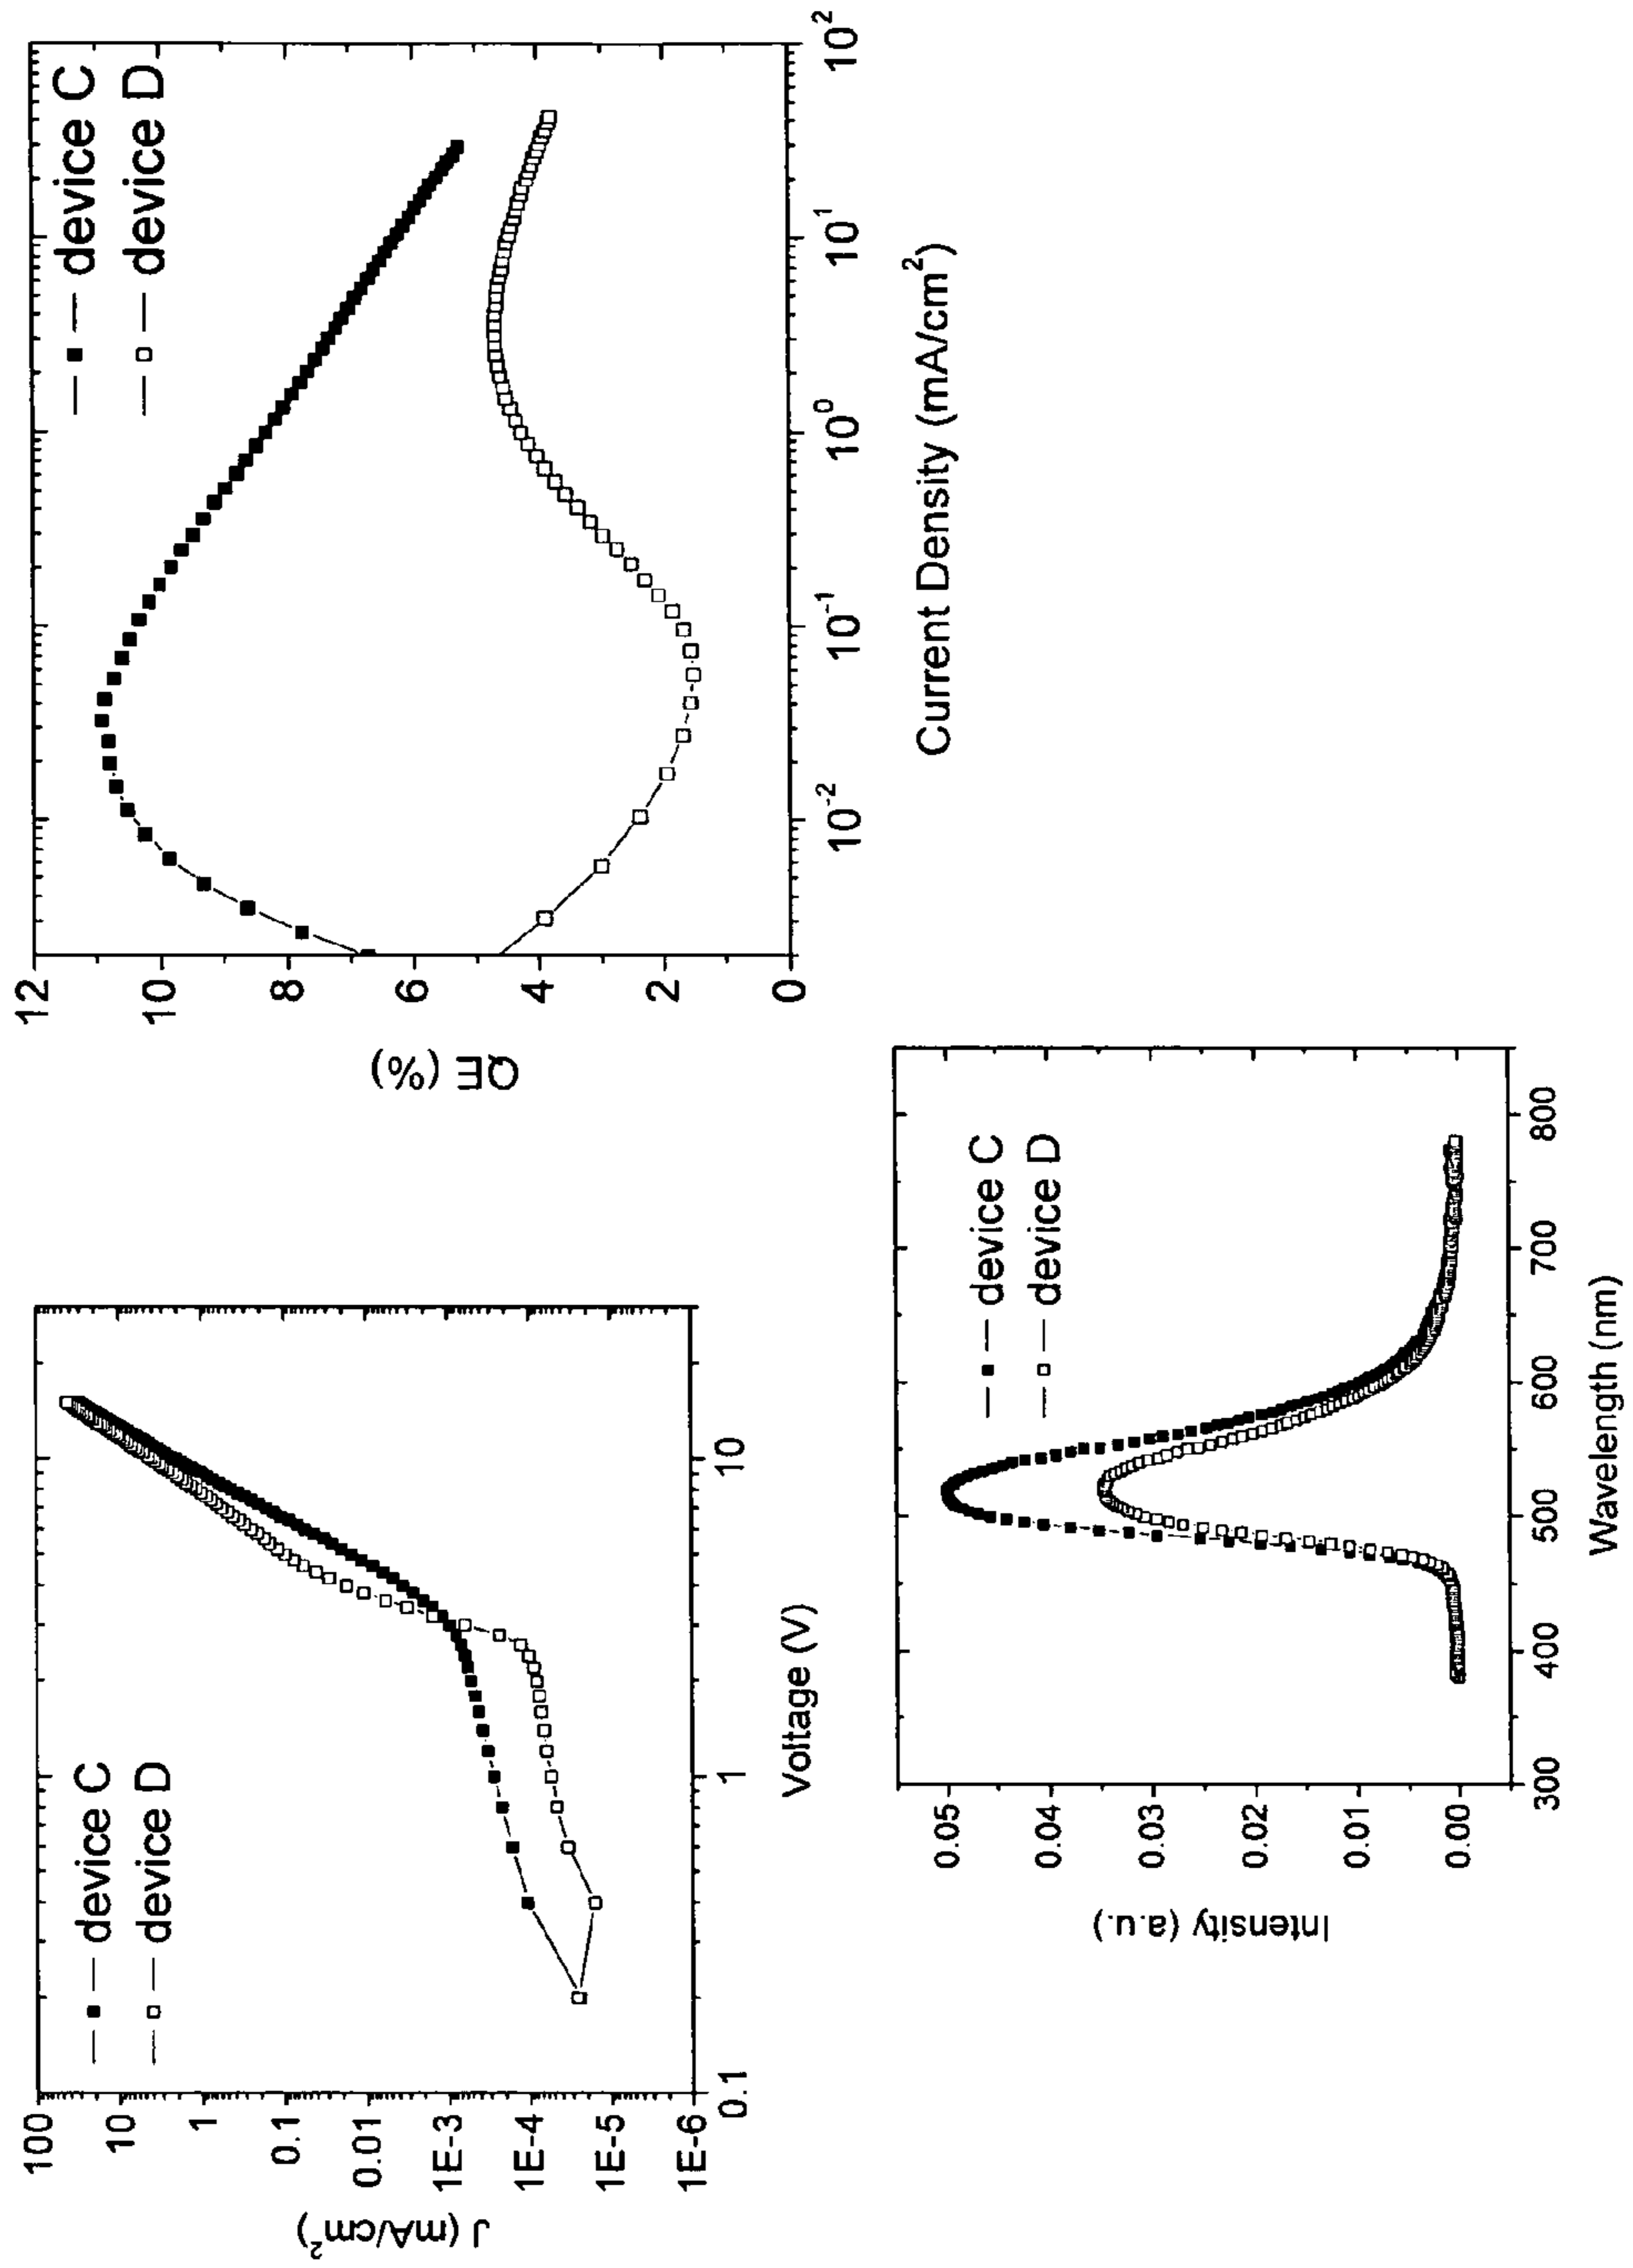 device C
device D
100
10
1
0.1
0.01
1E-3
1E-4
1E-5
1E-6
0.1
1
10
J (mA/cm²)
Voltage (V)
device C
device D
12
10
8
6
4
2
0
10⁻²
10⁻¹
10⁰
10¹
10²
QE (%)
Current Density (mA/cm²)
device C
device D
0.05
0.04
0.03
0.02
0.01
0.00
300
400
500
600
700
800
Intensity (a.u.)
Wavelength (nm)